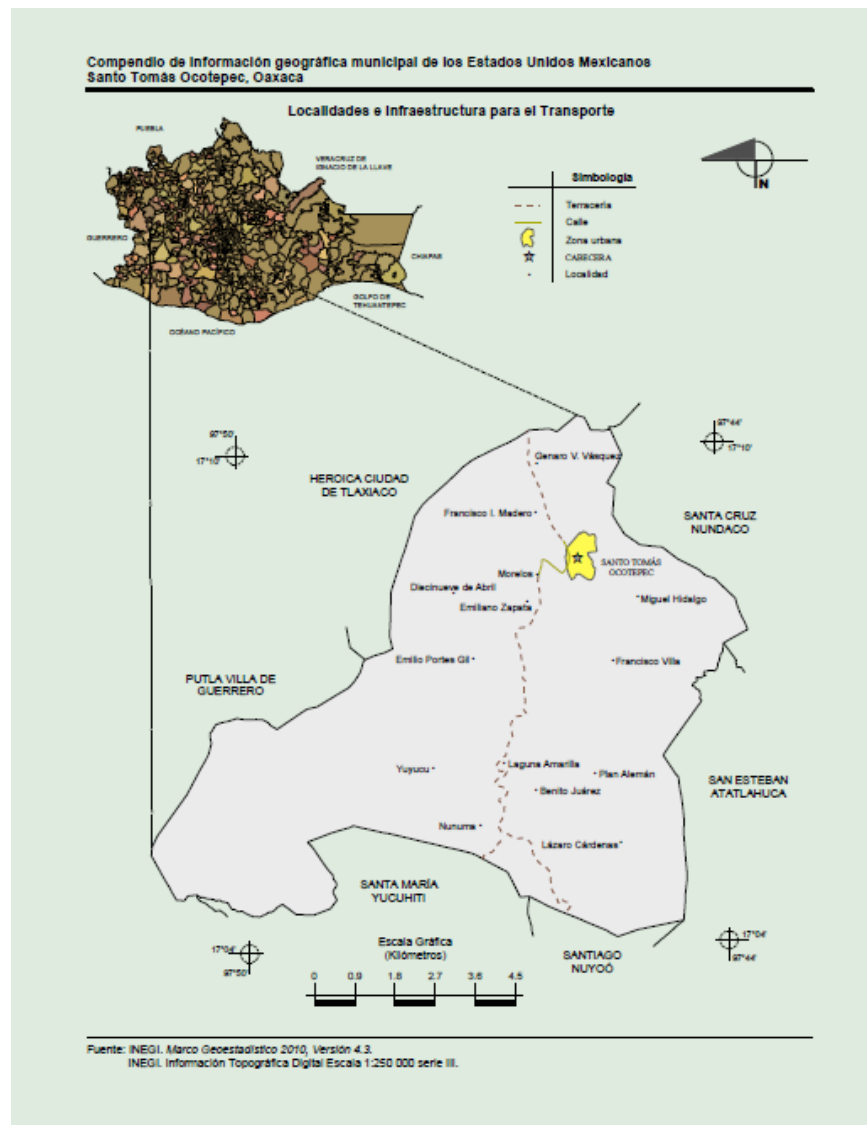 Compendio de información geográfica municipal de los Estados Unidos Mexicanos
Santo Tomás Ocotepec, Oaxaca
Localidades e Infraestructura para el Transporte
PUEBLA
VERACRUZ DE
IGNACIO DE LA LLAVE
GUERRERO
CHIAPAS
GOLFO DE
TEHUANTEPEC
OCÉANO PACÍFICO
N
Simbología
Terracería
Calle
Zona urbana
CABECERA
Localidad
97°50'
17°10'
97°44'
17°10'
HEROICA CIUDAD
DE TLAXIACO
Genaro V. Vásquez
Francisco I. Madero
SANTA CRUZ
NUNDACO
SANTO TOMÁS
OCOTEPEC
Morelos
Diecinueve de Abril
Emiliano Zapata
Miguel Hidalgo
Emilio Portes Gil
Francisco Villa
PUTLA VILLA DE
GUERRERO
Yuyucu
Laguna Amarilla
Plan Alemán
Benito Juárez
SAN ESTEBAN
ATATLAHUCA
Nunuma
Lázaro Cárdenas
SANTA MARÍA
YUCUHITI
17°04'
97°50'
Escala Gráfica
(Kilómetros)
0 0.9 1.8 2.7 3.6 4.5
SANTIAGO
NUYOÓ
17°04'
97°44'
Fuente: INEGI. Marco Geoestadístico 2010, Versión 4.3.
INEGI. Información Topográfica Digital Escala 1:250 000 serie III.